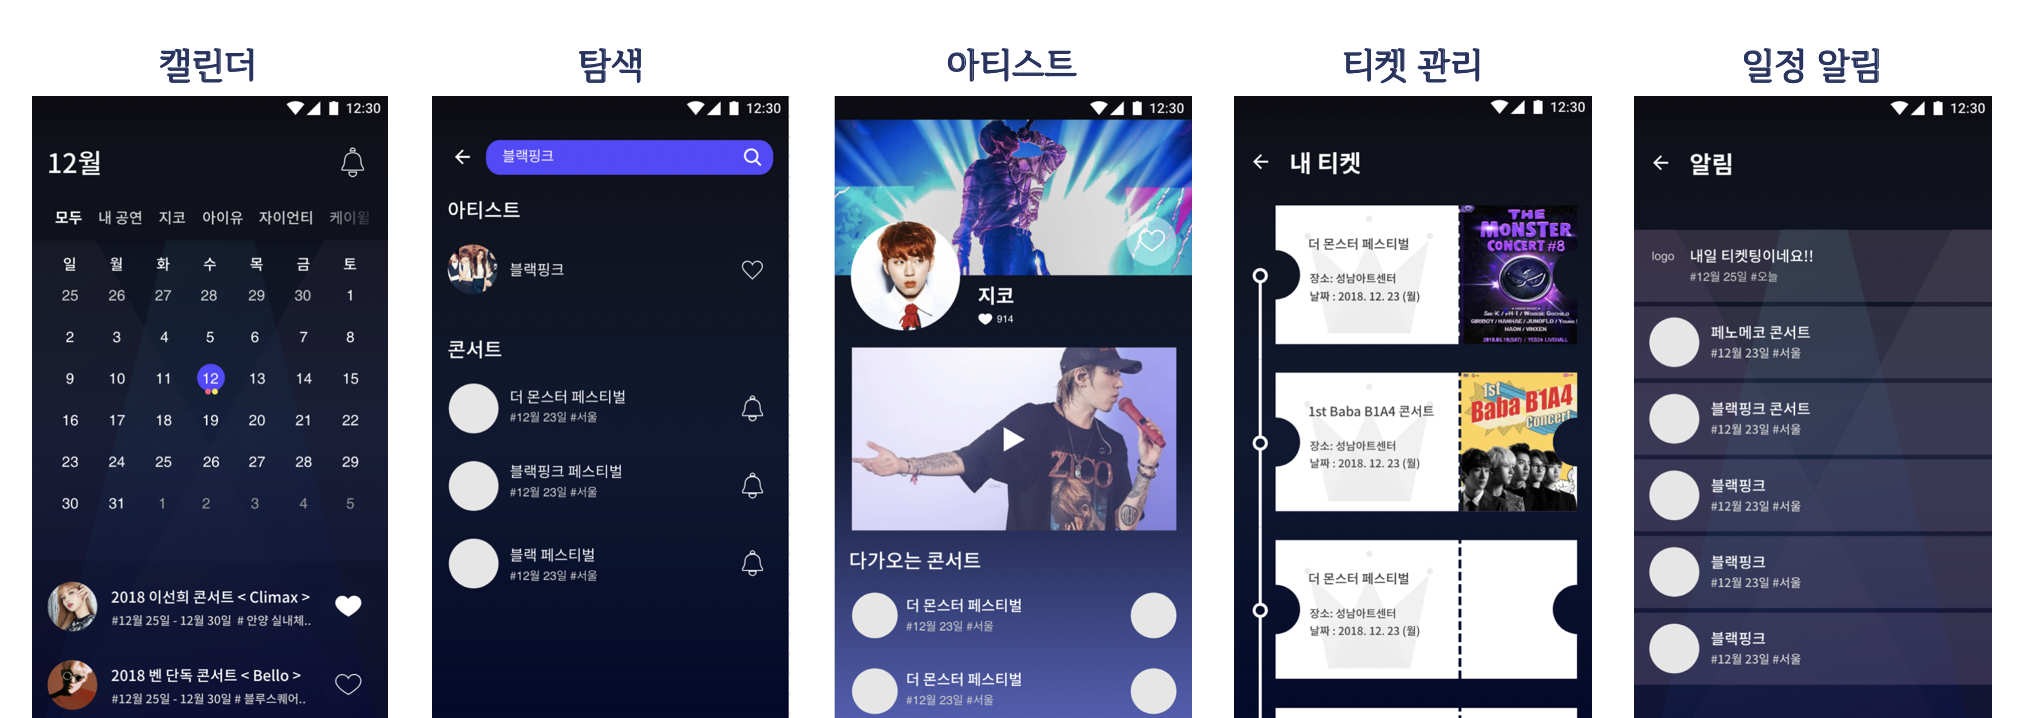 캘린더
12:30
12월
모두 내 공연 지코 아이유 자이언티 케이윌
일 월 화 수 목 금 토
25 26 27 28 29 30 1
2 3 4 5 6 7 8
9 10 11 12 13 14 15
16 17 18 19 20 21 22
23 24 25 26 27 28 29
30 31 1 2 3 4 5
2018 이선희 콘서트 < Climax >
#12월 25일 - 12월 30일 # 안양 실내체..
2018 벤 단독 콘서트 < Bello >
#12월 25일 - 12월 30일 # 블루스퀘어..
탐색
12:30
블랙핑크
아티스트
블랙핑크
콘서트
더 몬스터 페스티벌
#12월 23일 #서울
블랙핑크 페스티벌
#12월 23일 #서울
블랙 페스티벌
#12월 23일 #서울
아티스트
12:30
지코
914
ZICO
다가오는 콘서트
더 몬스터 페스티벌
#12월 23일 #서울
더 몬스터 페스티벌
#12월 23일 #서울
티켓 관리
12:30
내 티켓
더 몬스터 페스티벌
장소: 성남아트센터
날짜 : 2018. 12. 23 (월)
THE
MONSTER
CONCERT #8
GIRIBOY / HANHAE / JUNOFLO / YOUNG
HAON / VINXEN
2018.05.19(SAT) / YES24 LIVEHALL
1st Baba B1A4 콘서트
장소: 성남아트센터
날짜 : 2018. 12. 23 (월)
1st
Baba B1A4
Concert
더 몬스터 페스티벌
장소: 성남아트센터
날짜 : 2018. 12. 23 (월)
일정 알림
12:30
알림
logo
내일 티켓팅이네요!!
#12월 25일 #오늘
페노메코 콘서트
#12월 23일 #서울
블랙핑크 콘서트
#12월 23일 #서울
블랙핑크
#12월 23일 #서울
블랙핑크
#12월 23일 #서울
블랙핑크
#12월 23일 #서울